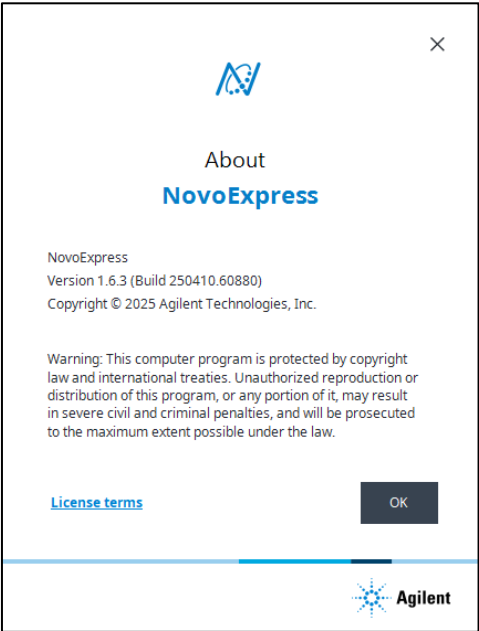 About
NovoExpress
NovoExpress
Version 1.6.3 (Build 250410.60880)
Copyright © 2025 Agilent Technologies, Inc.
Warning: This computer program is protected by copyright
law and international treaties. Unauthorized reproduction or
distribution of this program, or any portion of it, may result
in severe civil and criminal penalties, and will be prosecuted
to the maximum extent possible under the law.
License terms
OK
Agilent